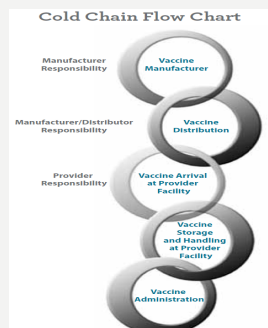 Cold Chain Flow Chart
Manufacturer
Responsibility
Vaccine
Manufacturer
Manufacturer/Distributor
Responsibility
Vaccine
Distribution
Provider
Responsibility
Vaccine Arrival
at Provider
Facility
Vaccine
Storage
and Handling
at Provider
Facility
Vaccine
Administration